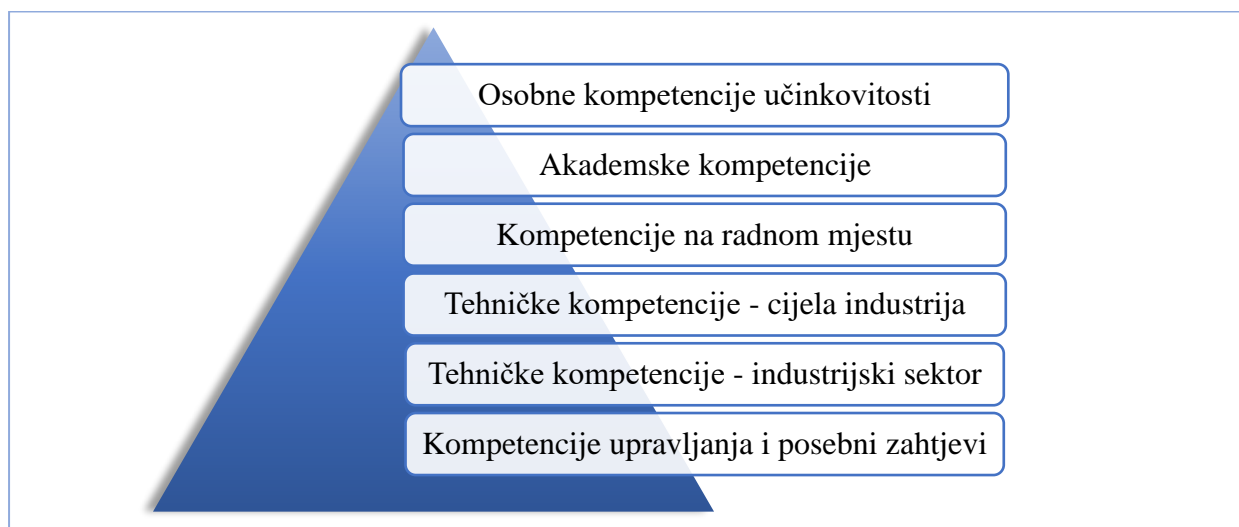 Osobne kompetencije učinkovitosti
Akademske kompetencije
Kompetencije na radnom mjestu
Tehničke kompetencije - cijela industrija
Tehničke kompetencije - industrijski sektor
Kompetencije upravljanja i posebni zahtjevi